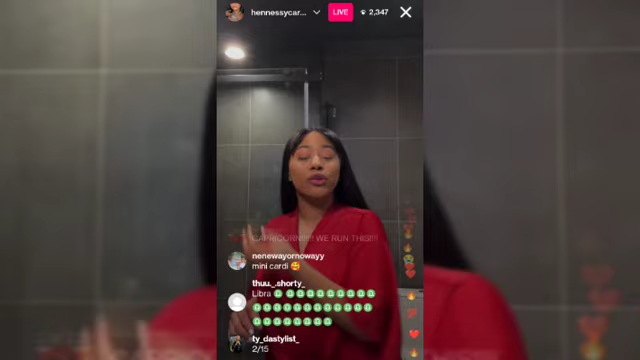 hennessycar...
LIVE
2,347
CAPRICORN!!!! WE RUN THIS!!!!
nenewayornowayy
mini cardi 🥰
thuu._.shorty_
Libra ♎♎♎♎♎♎♎♎♎♎
♎♎♎♎♎♎♎♎♎♎♎♎
♎♎♎♎♎♎♎♎
ty_dastylist_
2/15